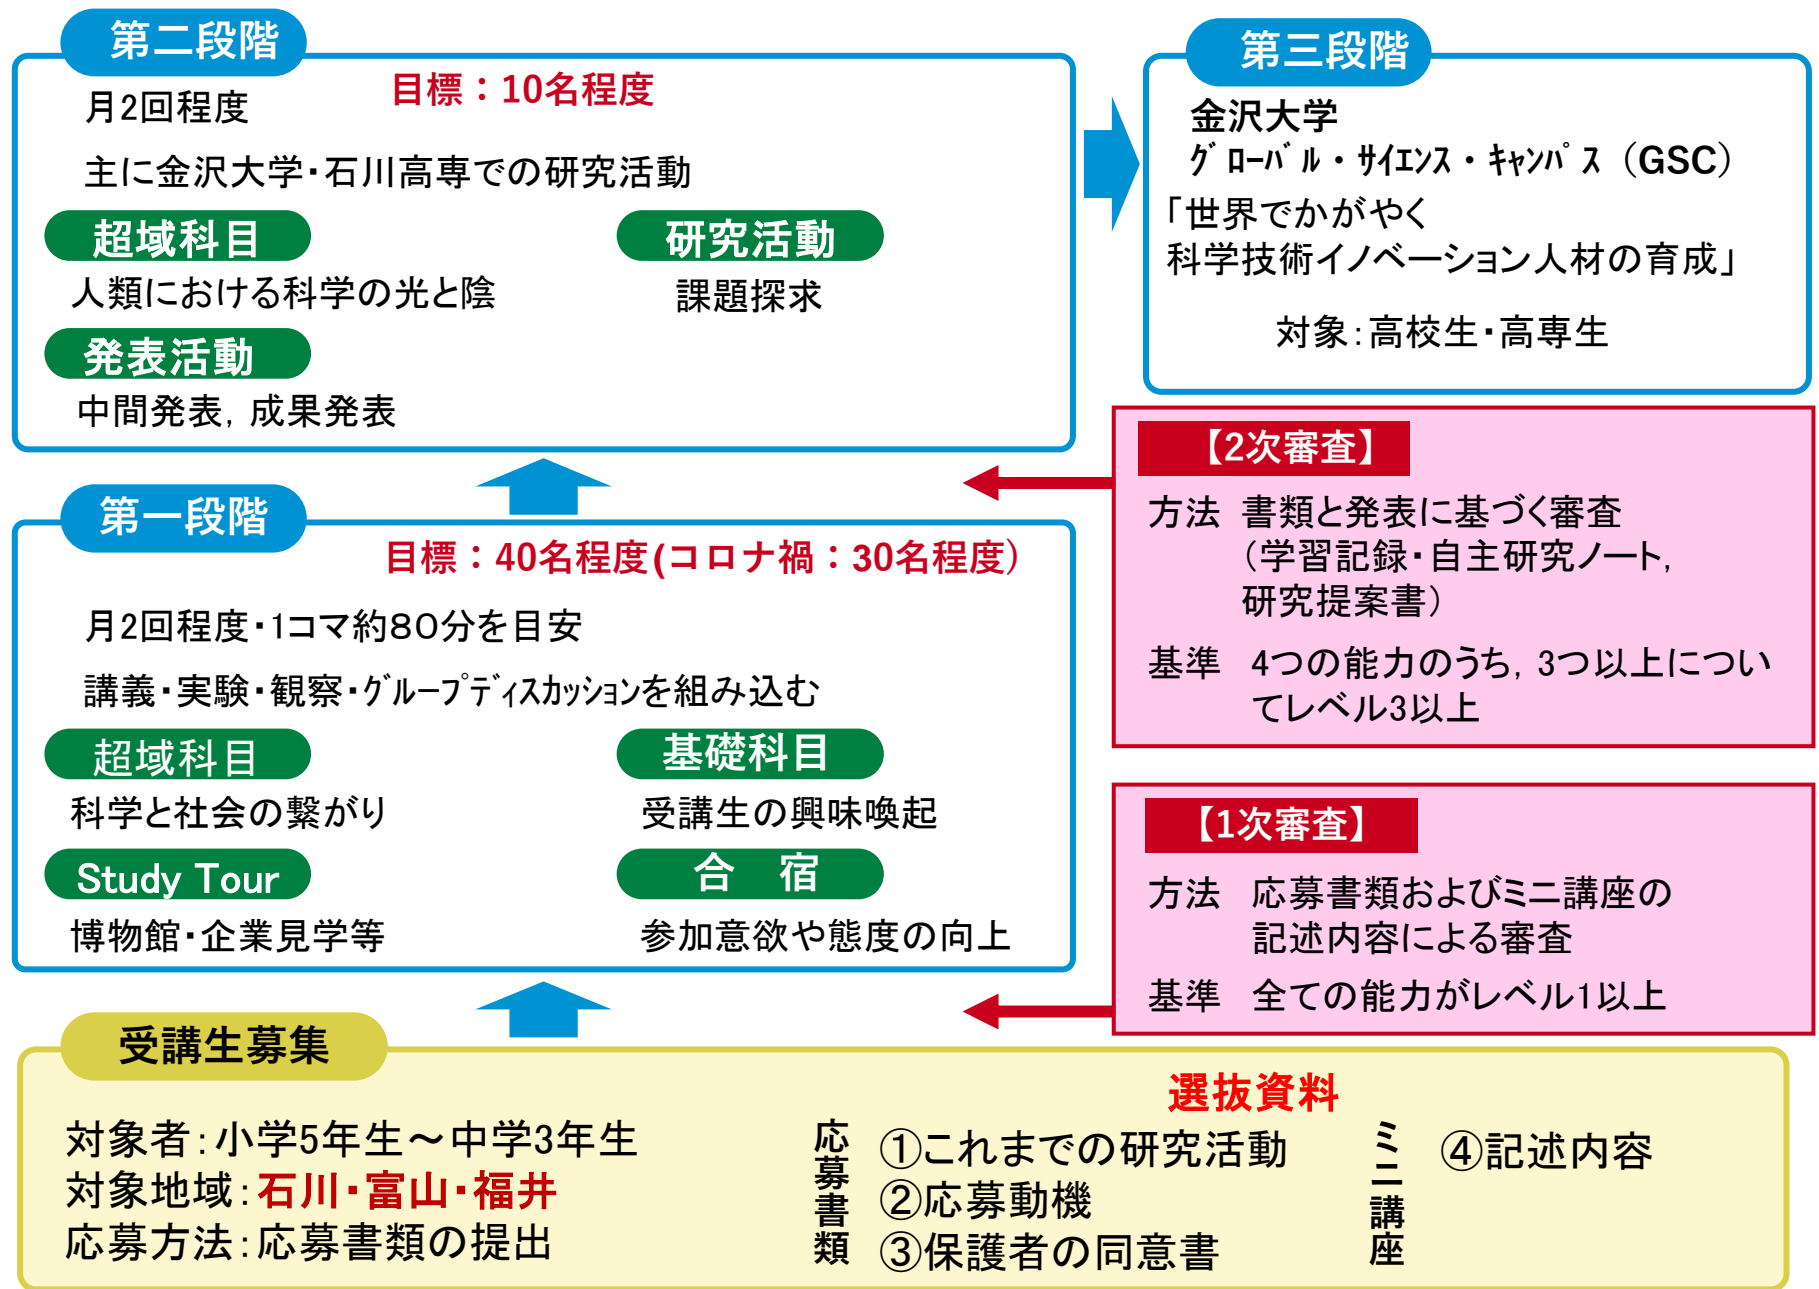 第二段階
目標：10名程度
月2回程度
主に金沢大学・石川高専での研究活動
超域科目
人類における科学の光と陰
研究活動
課題探求
発表活動
中間発表，成果発表
第三段階
金沢大学
ｸﾞﾛｰﾊﾞﾙ・ｻｲｴﾝｽ・ｷｬﾝﾊﾟｽ（GSC）
「世界でかがやく
科学技術イノベーション人材の育成」
対象：高校生・高専生
【2次審査】
方法 書類と発表に基づく審査
（学習記録・自主研究ノート，
研究提案書）
基準 4つの能力のうち，3つ以上につい
てレベル3以上
第一段階
目標：40名程度(コロナ禍：30名程度）
月2回程度・1コマ約８０分を目安
講義・実験・観察・ｸﾞﾙｰﾌﾟﾃﾞｨｽｶｯｼｮﾝを組み込む
超域科目
科学と社会の繋がり
基礎科目
受講生の興味喚起
Study Tour
博物館・企業見学等
合　宿
参加意欲や態度の向上
【1次審査】
方法 応募書類およびミニ講座の
記述内容による審査
基準 全ての能力がレベル1以上
受講生募集
対象者：小学5年生～中学3年生
対象地域：石川・富山・福井
応募方法：応募書類の提出
選抜資料
応募書類
①これまでの研究活動
②応募動機
③保護者の同意書
ミニ講座
④記述内容